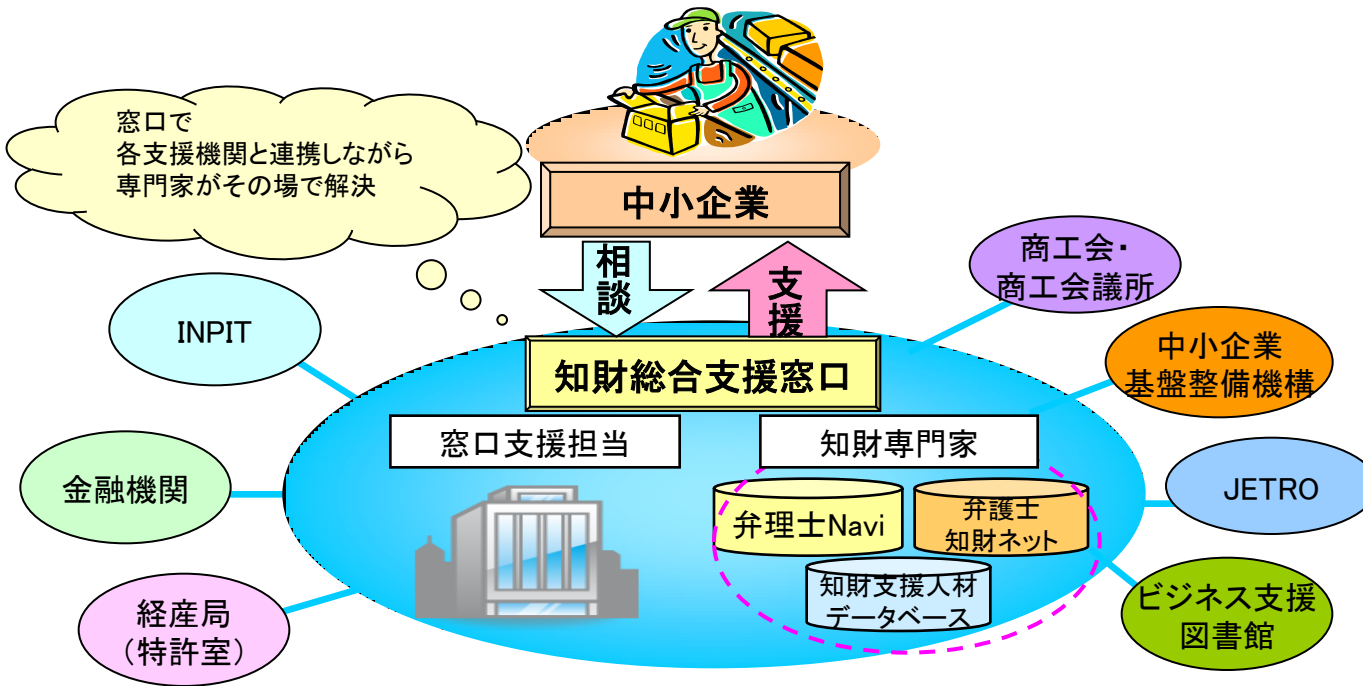 窓口で
各支援機関と連携しながら
専門家がその場で解決
中小企業
相談
支援
商工会・
商工会議所
INPIT
中小企業
基盤整備機構
知財総合支援窓口
窓口支援担当
知財専門家
金融機関
JETRO
弁理士Navi
弁護士
知財ネット
知財支援人材
データベース
経産局
（特許室）
ビジネス支援
図書館